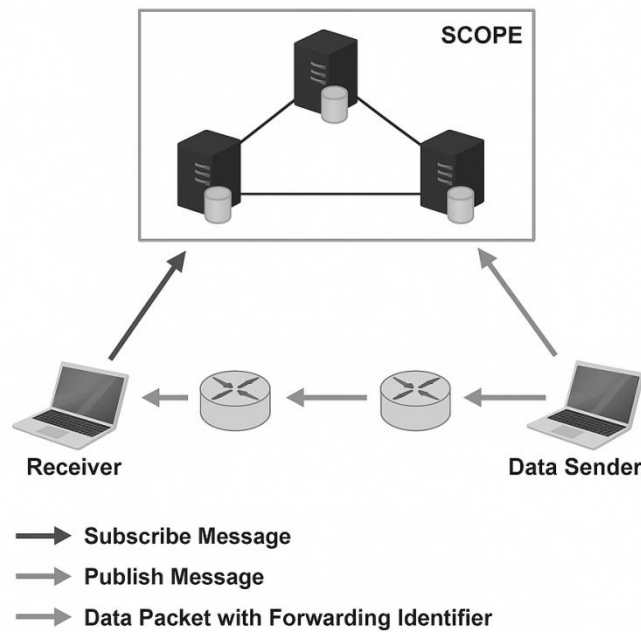 SCOPE
Receiver
Data Sender
Subscribe Message
Publish Message
Data Packet with Forwarding Identifier